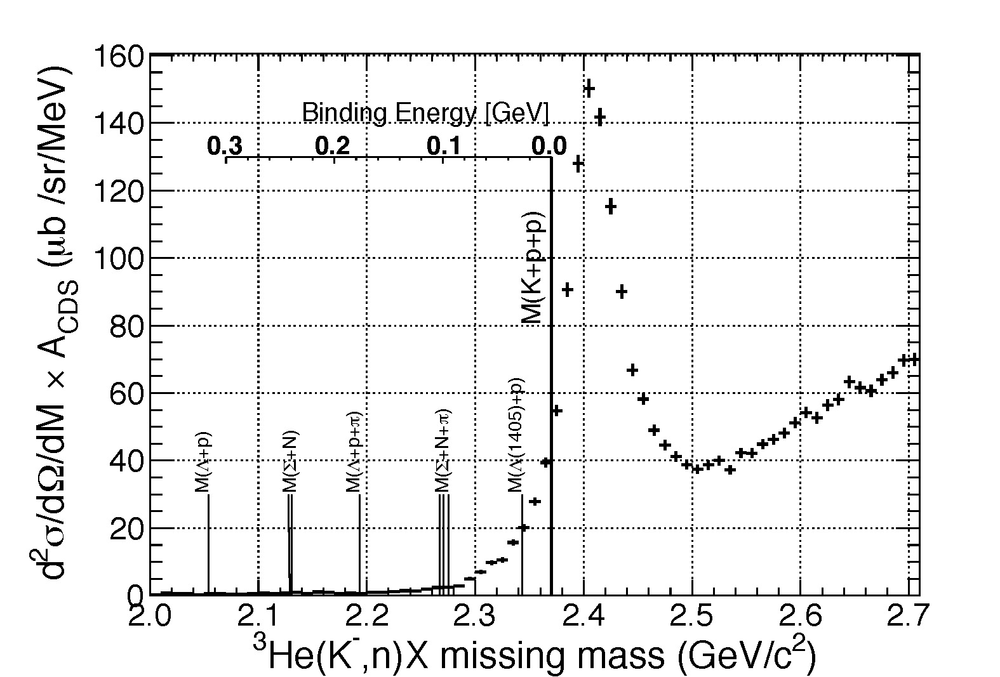 160
140
120
100
80
60
40
20
0
d²σ/dΩ/dM × A_CDS (μb /sr/MeV)
Binding Energy [GeV]
0.3 0.2 0.1 0.0
M(K+p+p)
M(Λ+p)
M(Σ+N)
M(Λ+p+π)
M(Σ+N+π)
M(Λ(1405)+p)
2.0 2.1 2.2 2.3 2.4 2.5 2.6 2.7
³He(K⁻,n)X missing mass (GeV/c²)